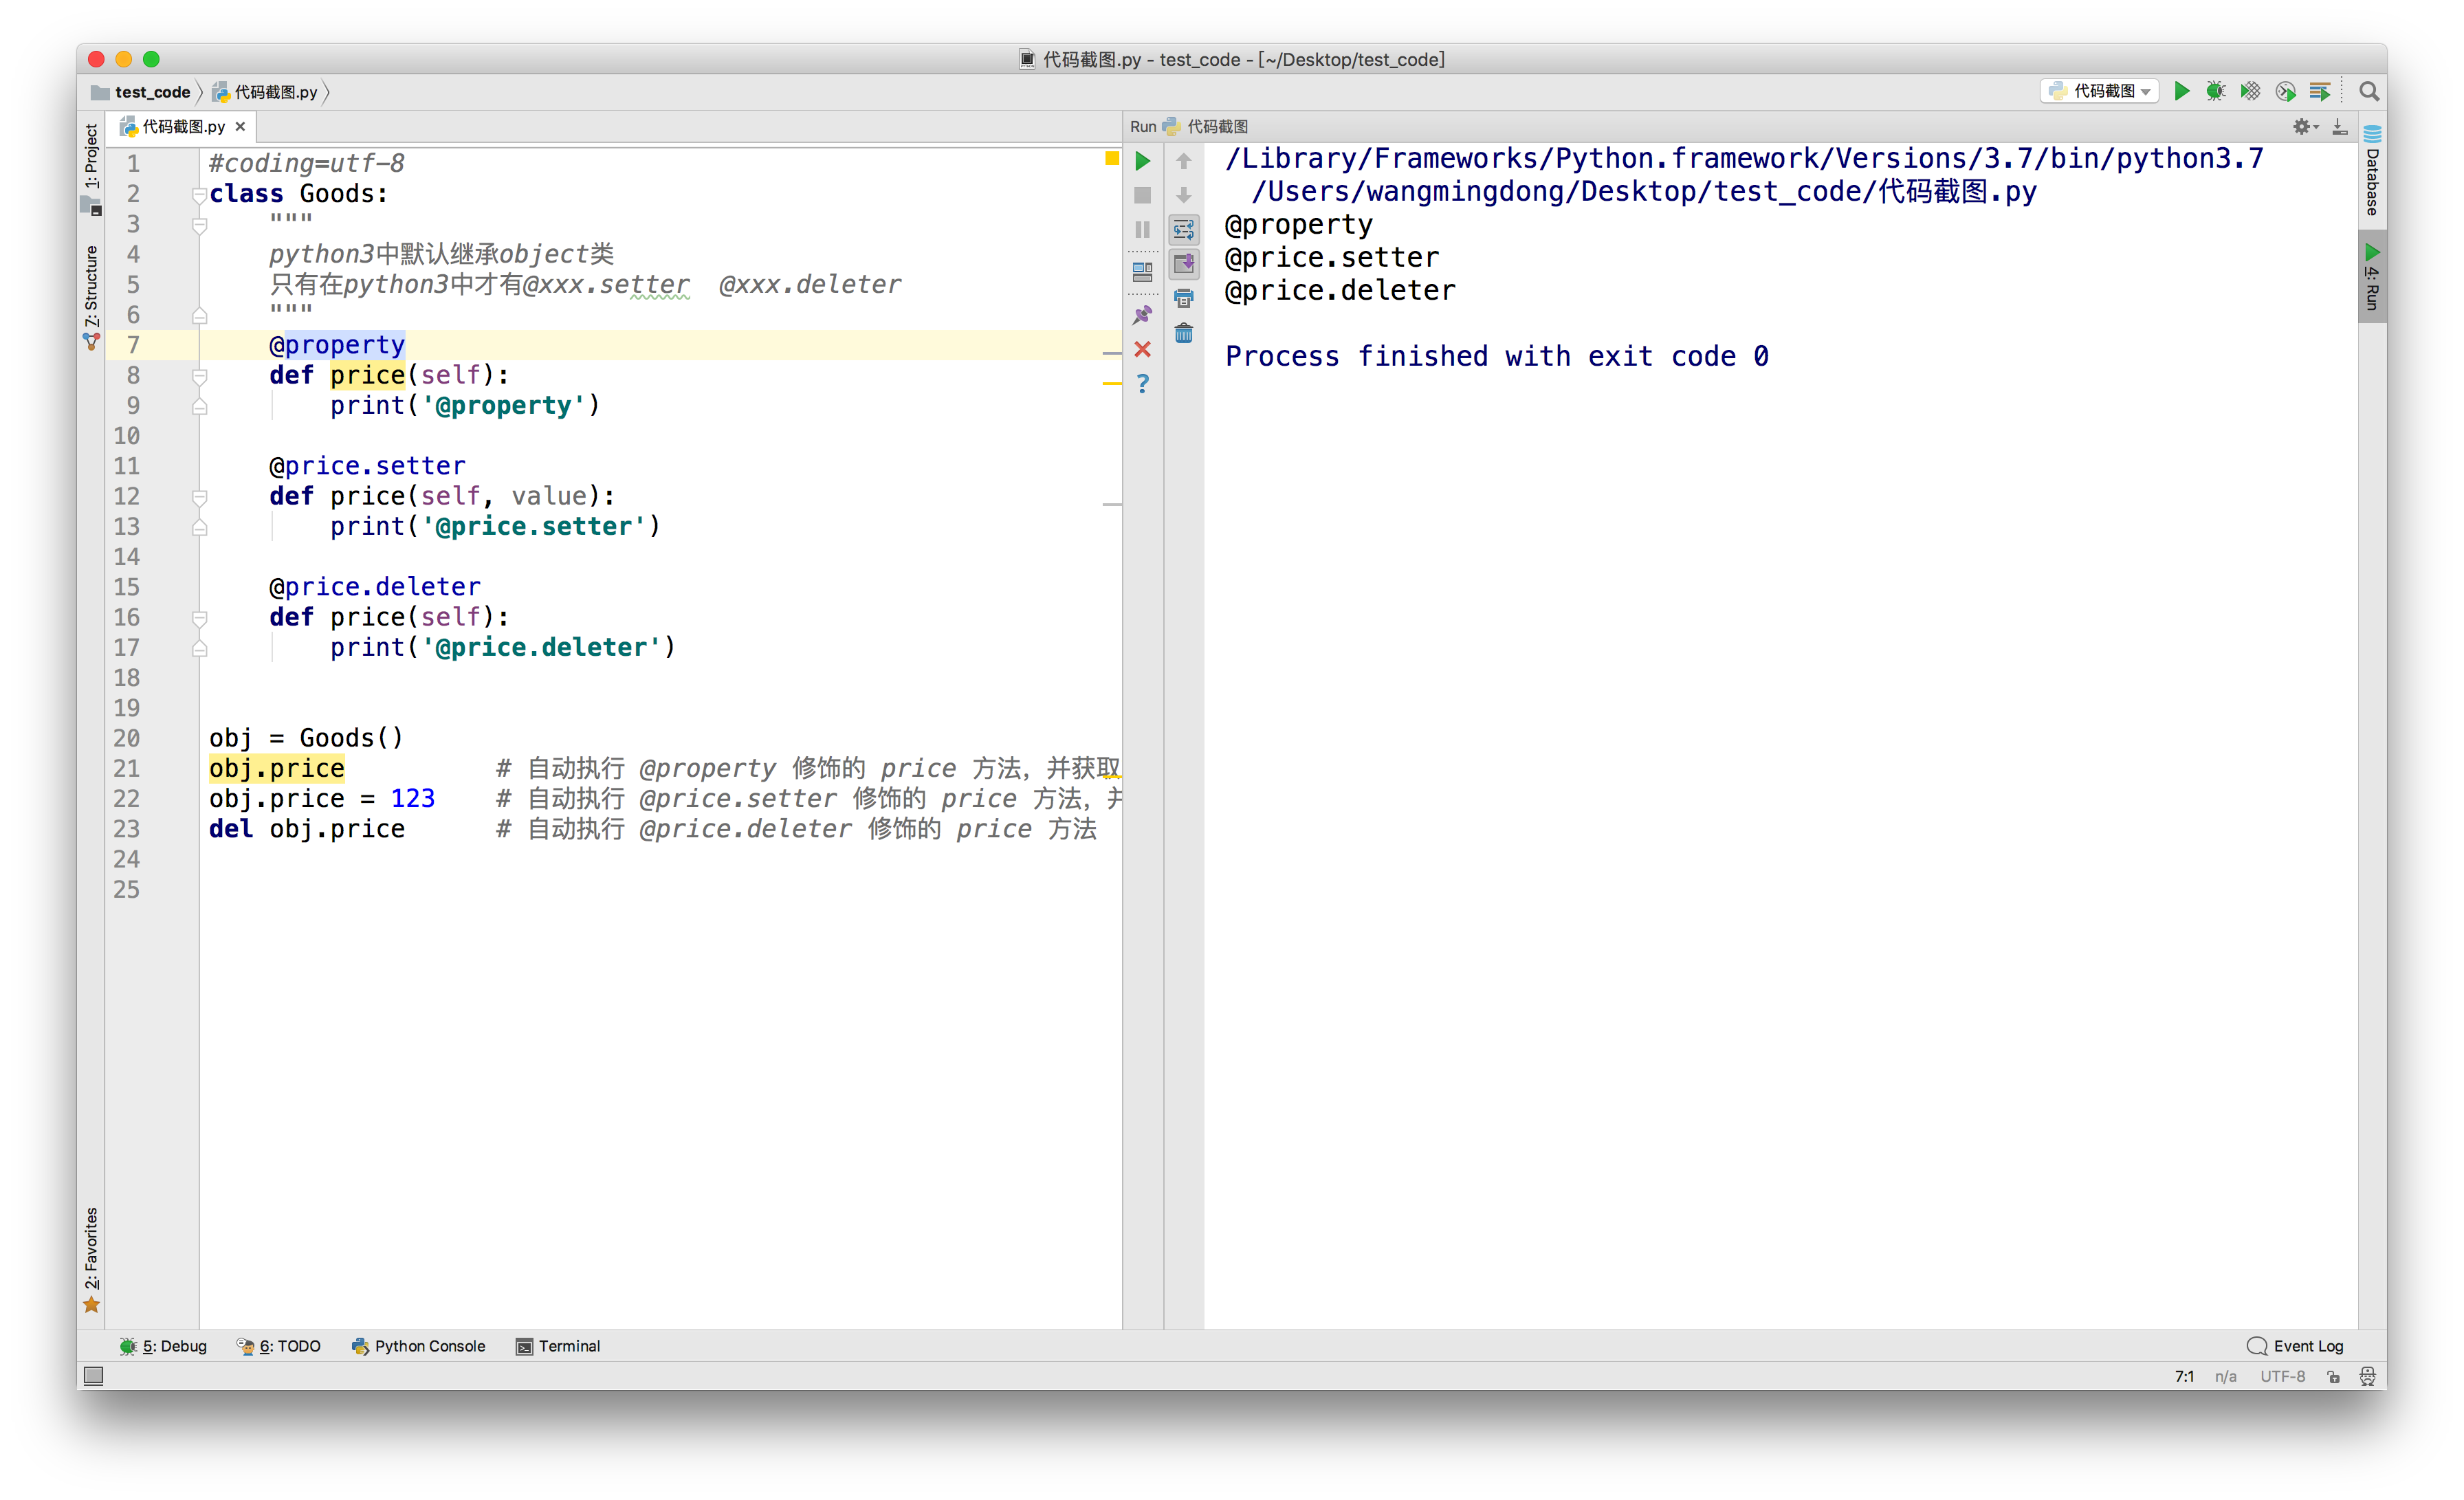 代码截图.py - test_code - [~/Desktop/test_code]
test_code 代码截图.py
代码截图
1: Project
7: Structure
2: Favorites
代码截图.py
1 #coding=utf-8
2 class Goods:
3     """
4     python3中默认继承object类
5     只有在python3中才有@xxx.setter  @xxx.deleter
6     """
7     @property
8     def price(self):
9         print('@property')
10
11     @price.setter
12     def price(self, value):
13         print('@price.setter')
14
15     @price.deleter
16     def price(self):
17         print('@price.deleter')
18
19
20 obj = Goods()
21 obj.price          # 自动执行 @property 修饰的 price 方法，并获取
22 obj.price = 123    # 自动执行 @price.setter 修饰的 price 方法，并
23 del obj.price      # 自动执行 @price.deleter 修饰的 price 方法
24
25
Run 代码截图
/Library/Frameworks/Python.framework/Versions/3.7/bin/python3.7
/Users/wangmingdong/Desktop/test_code/代码截图.py
@property
@price.setter
@price.deleter
Process finished with exit code 0
Database
4: Run
5: Debug 6: TODO Python Console Terminal Event Log
7:1 n/a UTF-8